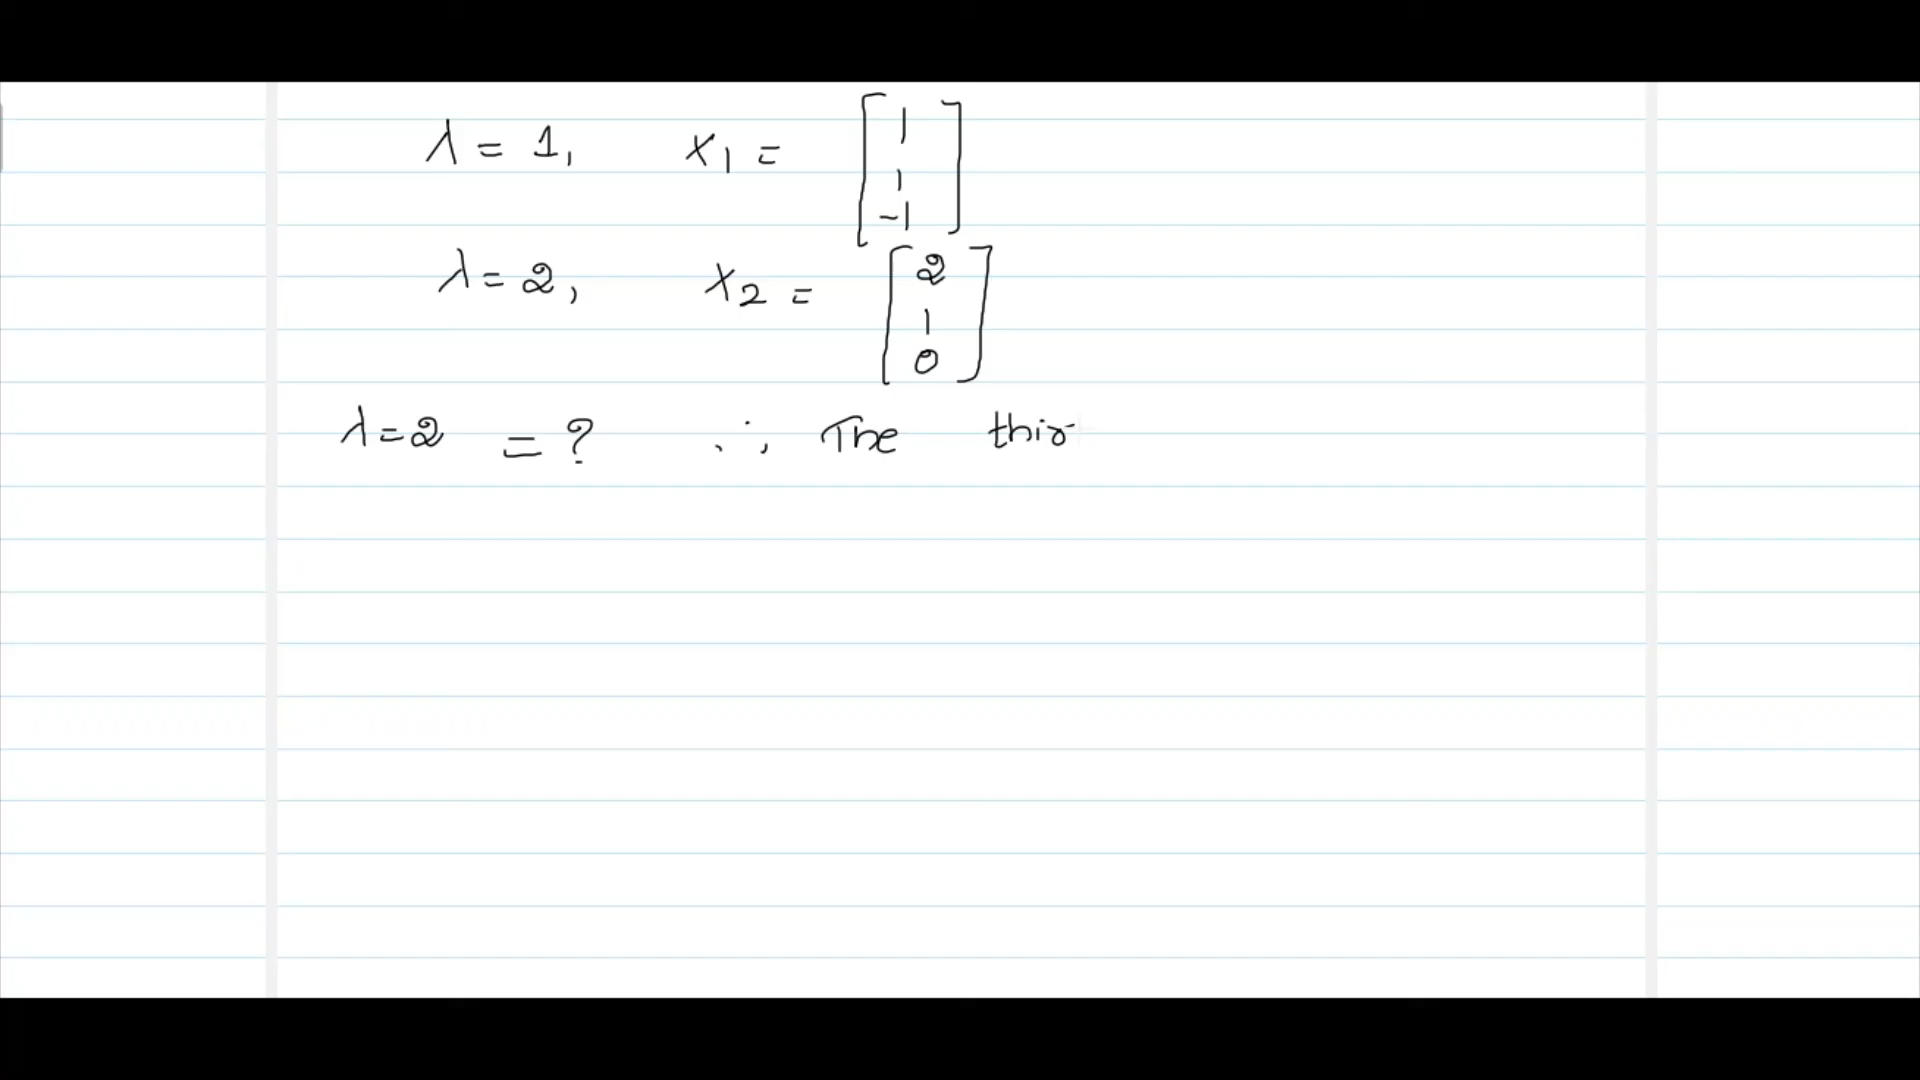 λ = 1, X1 = [1 1 -1]
λ = 2, X2 = [2 1 0]
λ = 2 = ? ∴ The thir